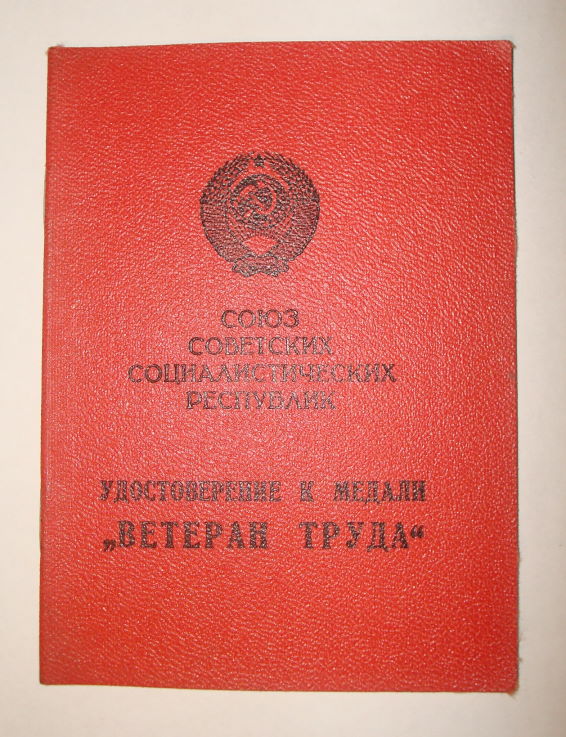 СОЮЗ
СОВЕТСКИХ
СОЦИАЛИСТИЧЕСКИХ
РЕСПУБЛИК
УДОСТОВЕРЕНИЕ К МЕДАЛИ
„ВЕТЕРАН ТРУДА“